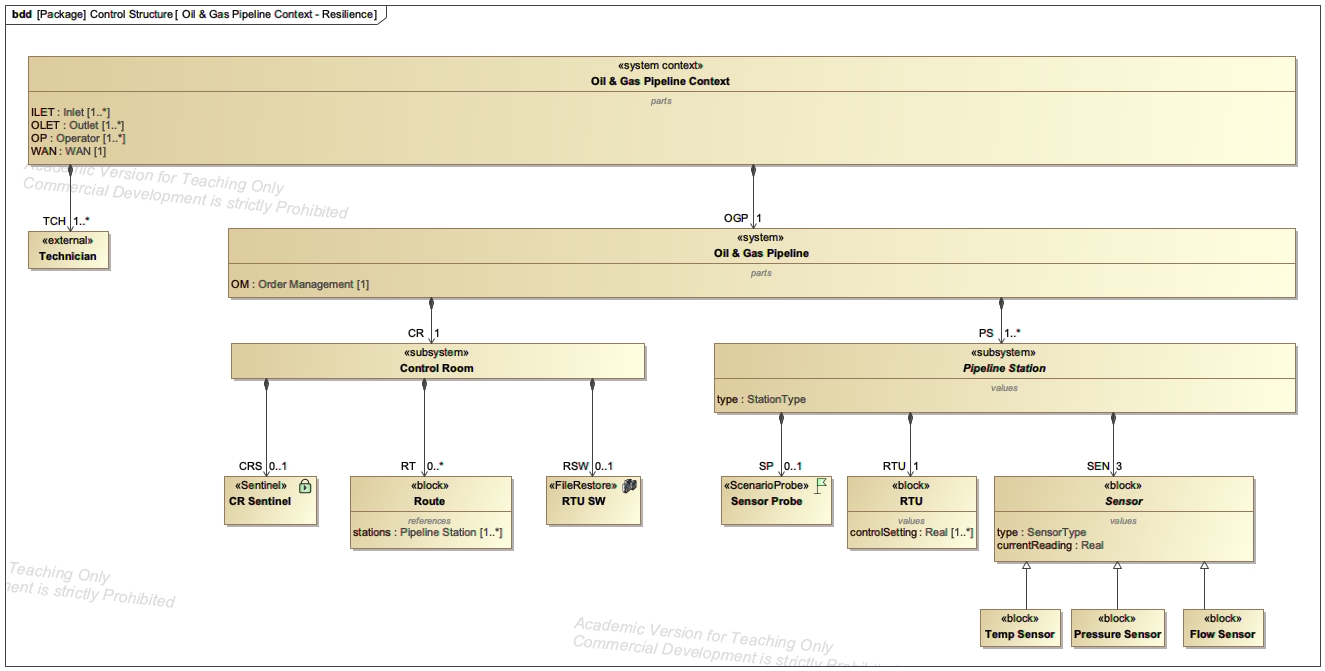 bdd [Package] Control Structure [ Oil & Gas Pipeline Context - Resilience]
«system context»
Oil & Gas Pipeline Context
parts
ILET : Inlet [1..*]
OLET : Outlet [1..*]
OP : Operator [1..*]
WAN : WAN [1]
Academic Version for Teaching Only
Commercial Development is strictly Prohibited
TCH 1..*
OGP 1
«external»
Technician
«system»
Oil & Gas Pipeline
parts
OM : Order Management [1]
CR 1
PS 1..*
«subsystem»
Control Room
«subsystem»
Pipeline Station
values
type : StationType
CRS 0..1
RT 0..*
RSW 0..1
SP 0..1
RTU 1
SEN 3
«Sentinel»
CR Sentinel
«block»
Route
references
stations : Pipeline Station [1..*]
«FileRestore»
RTU SW
«ScenarioProbe»
Sensor Probe
«block»
RTU
values
controlSetting : Real [1..*]
«block»
Sensor
values
type : SensorType
currentReading : Real
Teaching Only
ment is strictly Prohibited
«block»
Temp Sensor
«block»
Pressure Sensor
«block»
Flow Sensor
Academic Version for Teaching Only
Commercial Development is strictly Prohibited